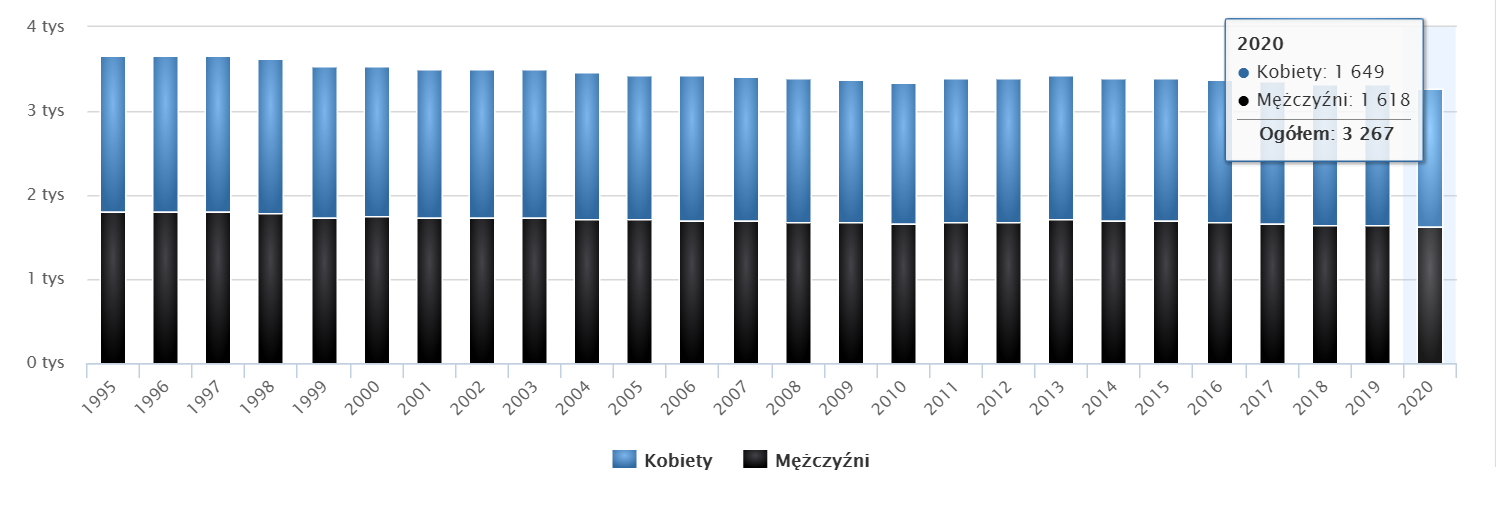 4 tys
3 tys
2 tys
1 tys
0 tys
2020
Kobiety: 1 649
Mężczyźni: 1 618
Ogółem: 3 267
1995 1996 1997 1998 1999 2000 2001 2002 2003 2004 2005 2006 2007 2008 2009 2010 2011 2012 2013 2014 2015 2016 2017 2018 2019 2020
Kobiety Mężczyźni